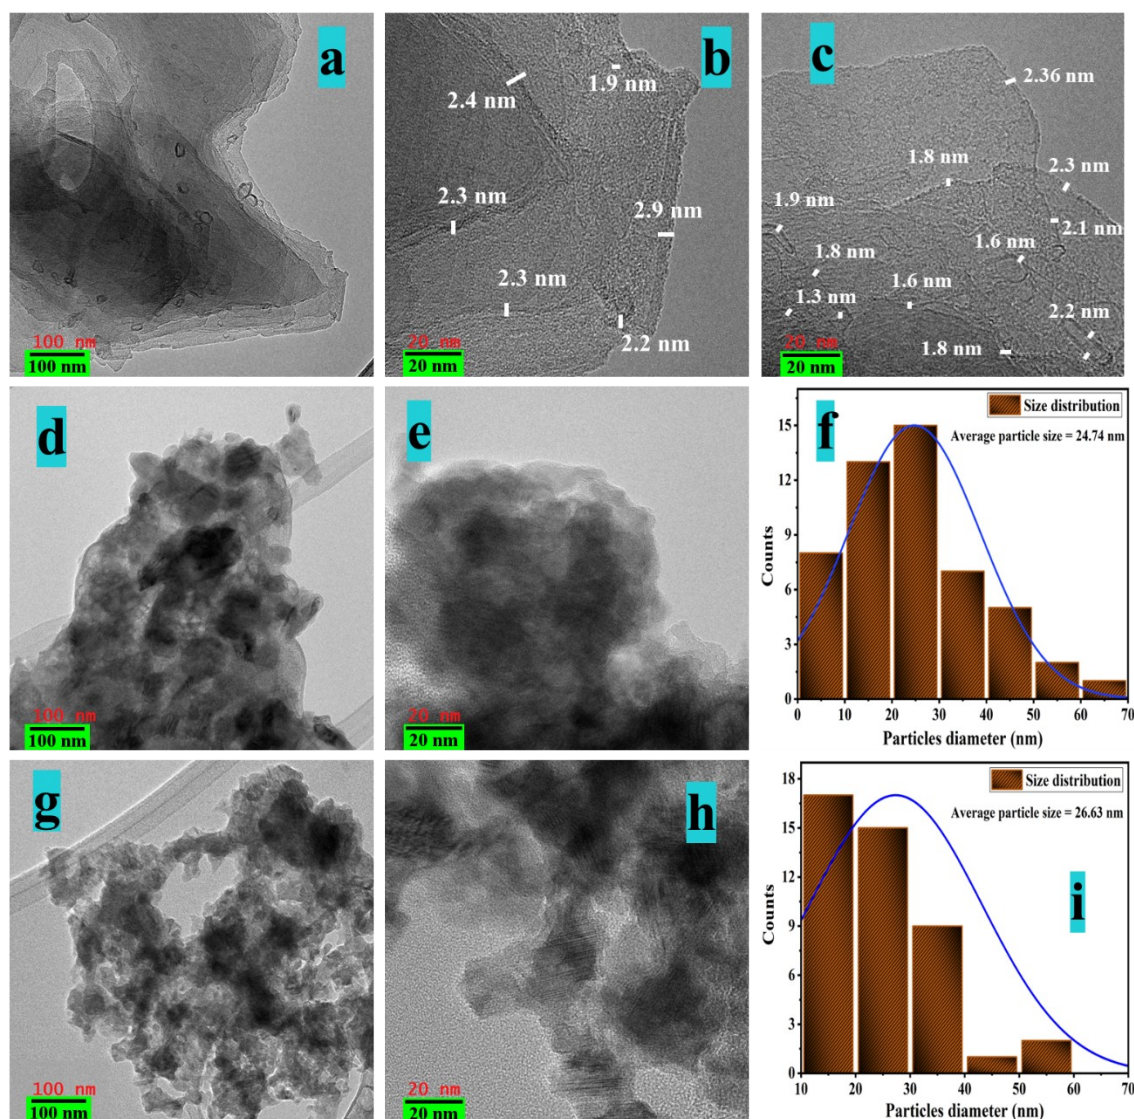 a
100 nm
100 nm
b
1.9 nm
2.4 nm
2.3 nm
2.9 nm
2.3 nm
2.2 nm
20 nm
20 nm
c
2.36 nm
1.8 nm
2.3 nm
1.9 nm
2.1 nm
1.6 nm
1.8 nm
1.6 nm
1.3 nm
2.2 nm
1.8 nm
20 nm
20 nm
d
100 nm
100 nm
e
20 nm
20 nm
f
Size distribution
Average particle size = 24.74 nm
Counts
15
12
9
6
3
0
0 10 20 30 40 50 60 70
Particles diameter (nm)
g
100 nm
100 nm
h
20 nm
20 nm
i
Size distribution
Average particle size = 26.63 nm
Counts
18
15
12
9
6
3
0
10 20 30 40 50 60 70
Particles diameter (nm)